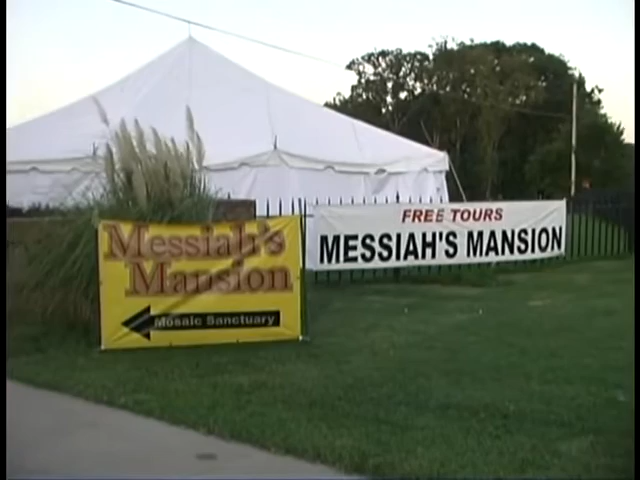 Messiah's
Mansion
Mosaic Sanctuary
FREE TOURS
MESSIAH'S MANSION